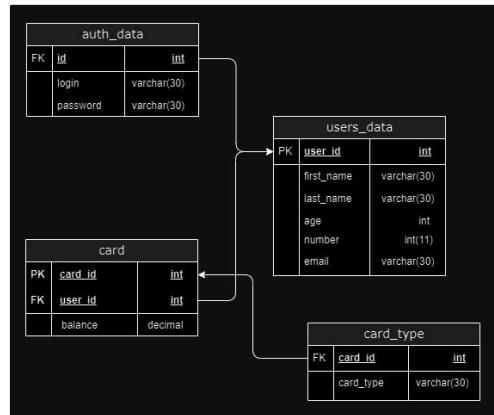 auth_data
FK id int
login varchar(30)
password varchar(30)
users_data
PK user_id int
first_name varchar(30)
last_name varchar(30)
age int
number int(11)
email varchar(30)
card
PK card_id int
FK user_id int
balance decimal
card_type
FK card_id int
card_type varchar(30)